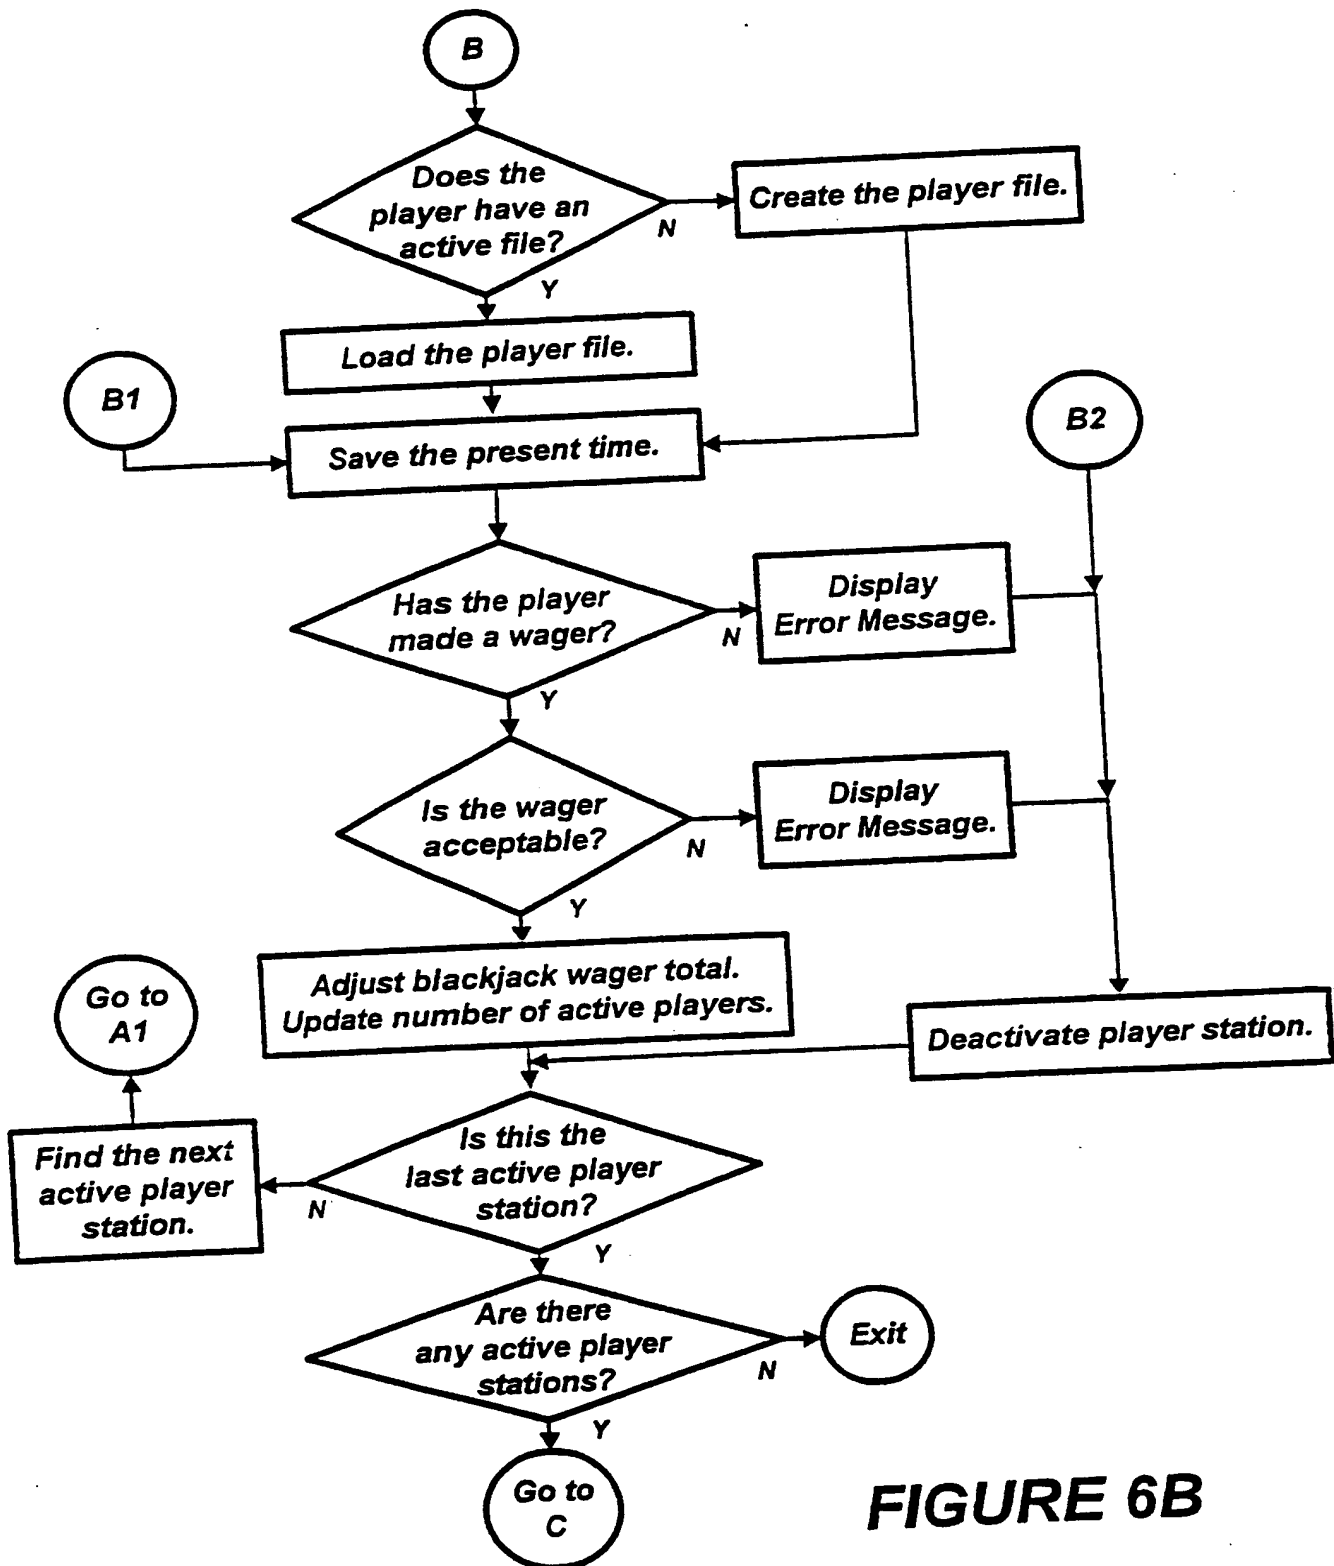 B
Does the
player have an
active file?
N
Create the player file.
Y
Load the player file.
B1
B2
Save the present time.
Has the player
made a wager?
N
Display
Error Message.
Y
Is the wager
acceptable?
N
Display
Error Message.
Y
Adjust blackjack wager total.
Update number of active players.
Go to
A1
Deactivate player station.
Find the next
active player
station.
Is this the
last active player
station?
N
Y
Are there
any active player
stations?
N
Exit
Y
Go to
C
FIGURE 6B